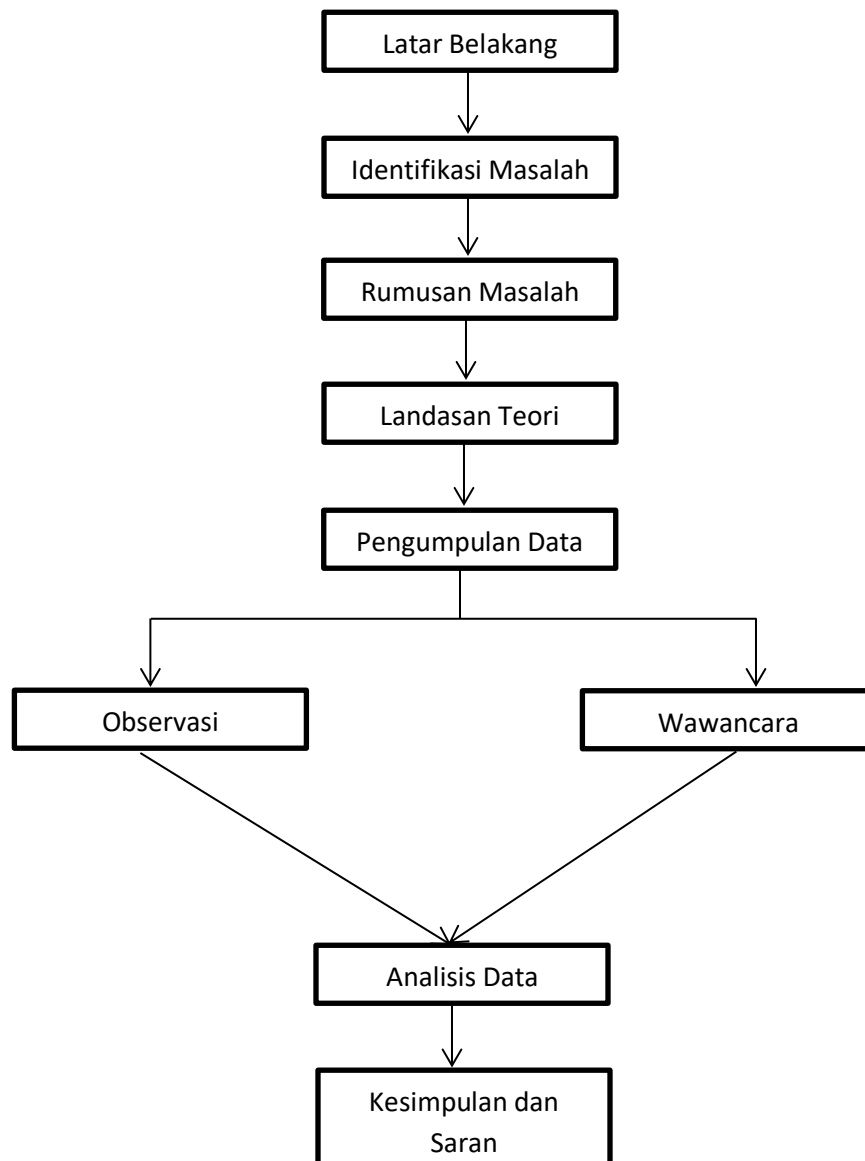 Latar Belakang
Identifikasi Masalah
Rumusan Masalah
Landasan Teori
Pengumpulan Data
Observasi
Wawancara
Analisis Data
Kesimpulan dan
Saran